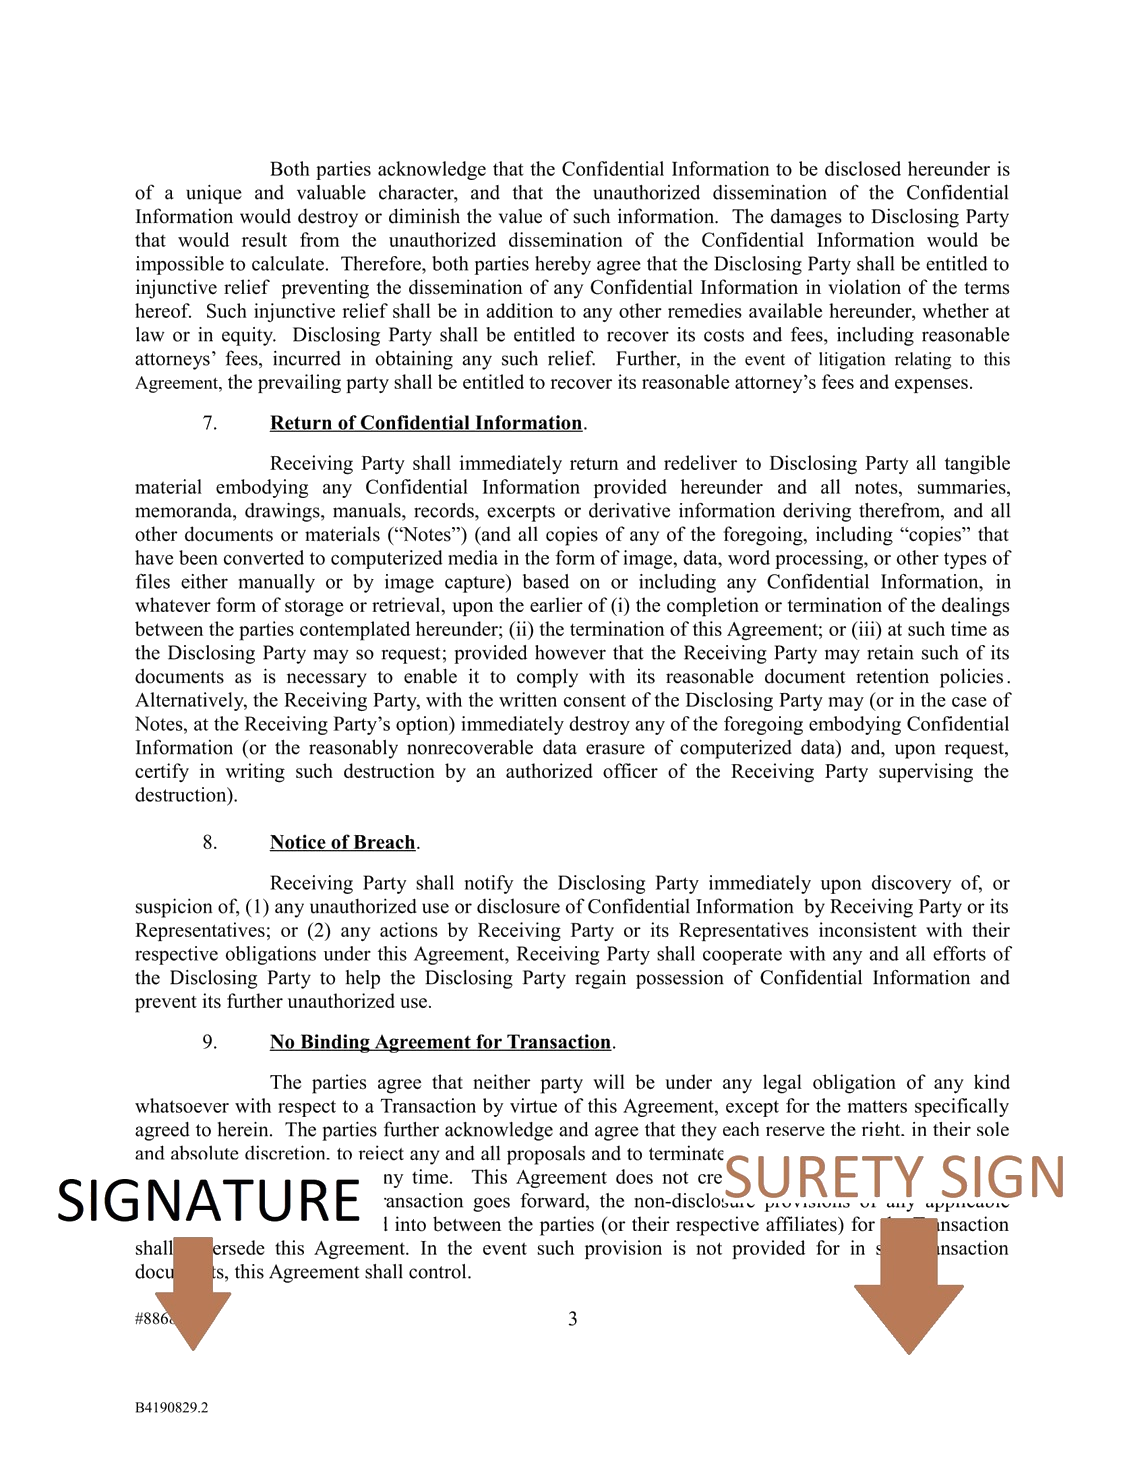 Both parties acknowledge that the Confidential Information to be disclosed hereunder is
of a unique and valuable character, and that the unauthorized dissemination of the Confidential
Information would destroy or diminish the value of such information. The damages to Disclosing Party
that would result from the unauthorized dissemination of the Confidential Information would be
impossible to calculate. Therefore, both parties hereby agree that the Disclosing Party shall be entitled to
injunctive relief preventing the dissemination of any Confidential Information in violation of the terms
hereof. Such injunctive relief shall be in addition to any other remedies available hereunder, whether at
law or in equity. Disclosing Party shall be entitled to recover its costs and fees, including reasonable
attorneys’ fees, incurred in obtaining any such relief. Further, in the event of litigation relating to this
Agreement, the prevailing party shall be entitled to recover its reasonable attorney’s fees and expenses.
7. Return of Confidential Information.
Receiving Party shall immediately return and redeliver to Disclosing Party all tangible
material embodying any Confidential Information provided hereunder and all notes, summaries,
memoranda, drawings, manuals, records, excerpts or derivative information deriving therefrom, and all
other documents or materials (“Notes”) (and all copies of any of the foregoing, including “copies” that
have been converted to computerized media in the form of image, data, word processing, or other types of
files either manually or by image capture) based on or including any Confidential Information, in
whatever form of storage or retrieval, upon the earlier of (i) the completion or termination of the dealings
between the parties contemplated hereunder; (ii) the termination of this Agreement; or (iii) at such time as
the Disclosing Party may so request; provided however that the Receiving Party may retain such of its
documents as is necessary to enable it to comply with its reasonable document retention policies.
Alternatively, the Receiving Party, with the written consent of the Disclosing Party may (or in the case of
Notes, at the Receiving Party’s option) immediately destroy any of the foregoing embodying Confidential
Information (or the reasonably nonrecoverable data erasure of computerized data) and, upon request,
certify in writing such destruction by an authorized officer of the Receiving Party supervising the
destruction).
8. Notice of Breach.
Receiving Party shall notify the Disclosing Party immediately upon discovery of, or
suspicion of, (1) any unauthorized use or disclosure of Confidential Information by Receiving Party or its
Representatives; or (2) any actions by Receiving Party or its Representatives inconsistent with their
respective obligations under this Agreement, Receiving Party shall cooperate with any and all efforts of
the Disclosing Party to help the Disclosing Party regain possession of Confidential Information and
prevent its further unauthorized use.
9. No Binding Agreement for Transaction.
The parties agree that neither party will be under any legal obligation of any kind
whatsoever with respect to a Transaction by virtue of this Agreement, except for the matters specifically
agreed to herein. The parties further acknowledge and agree that they each reserve the right, in their sole
and absolute discretion, to reject any and all proposals and to terminate
time. This Agreement does not
SURETY SIGN
SIGNATURE
goes forward, the non-disclosure provisions of any applicable
into between the parties (or their respective affiliates) for
shall this Agreement. In the event such provision is not provided for in
this Agreement shall control.
3
B4190829.2